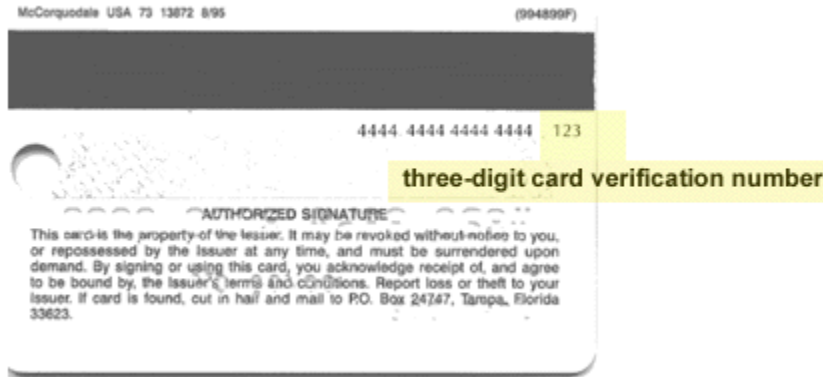 McCorquodale USA 73 13872 8/95 (994899F)
4444 4444 4444 4444 123
three-digit card verification number
AUTHORIZED SIGNATURE
This card is the property of the Issuer. It may be revoked without notice to you,
or repossessed by the Issuer at any time, and must be surrendered upon
demand. By signing or using this card, you acknowledge receipt of, and agree
to be bound by, the Issuer's terms and conditions. Report loss or theft to your
Issuer. If card is found, cut in half and mail to P.O. Box 24747, Tampa, Florida
33623.